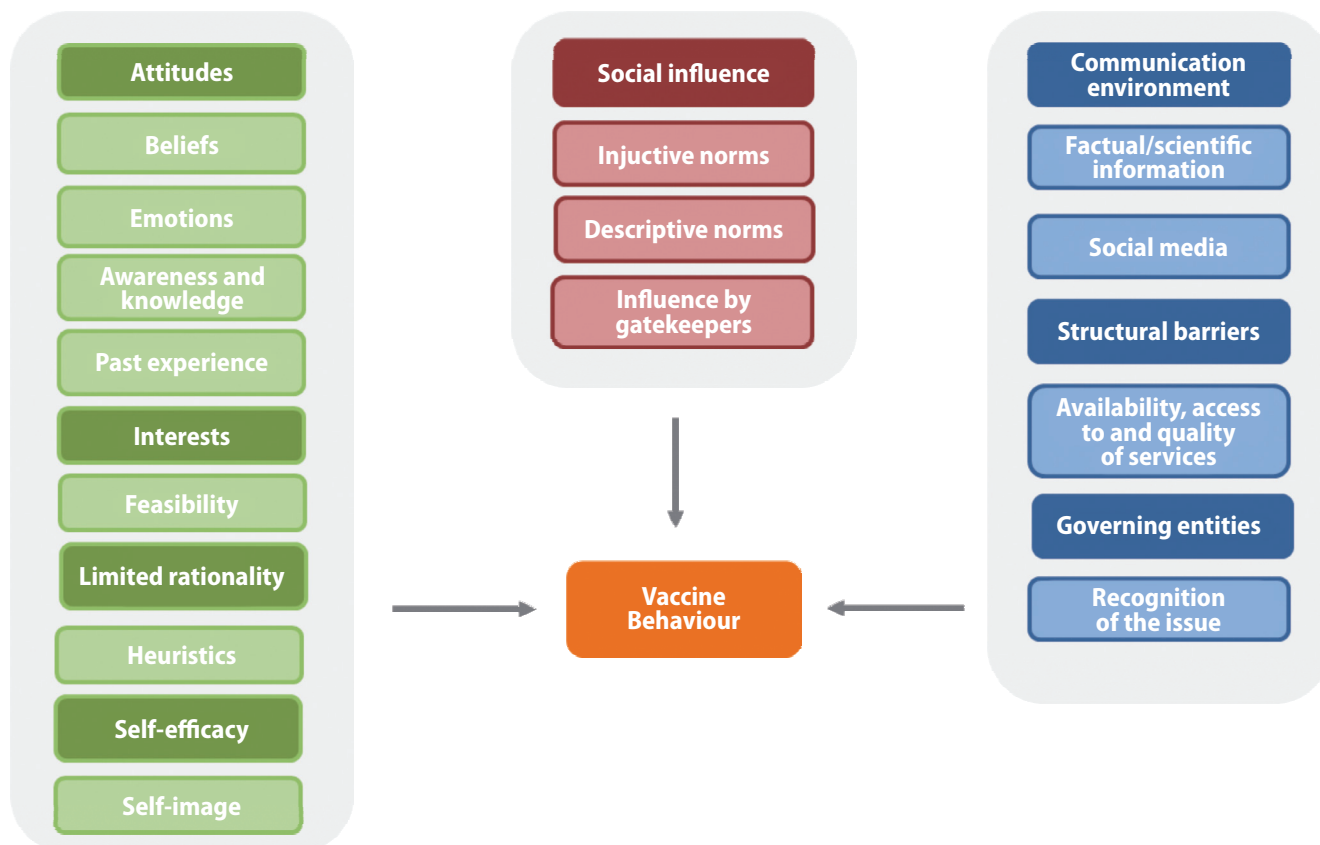 Attitudes
Beliefs
Emotions
Awareness and
knowledge
Past experience
Interests
Feasibility
Limited rationality
Heuristics
Self-efficacy
Self-image
Social influence
Injuctive norms
Descriptive norms
Influence by
gatekeepers
Vaccine
Behaviour
Communication
environment
Factual/scientific
information
Social media
Structural barriers
Availability, access
to and quality
of services
Governing entities
Recognition
of the issue